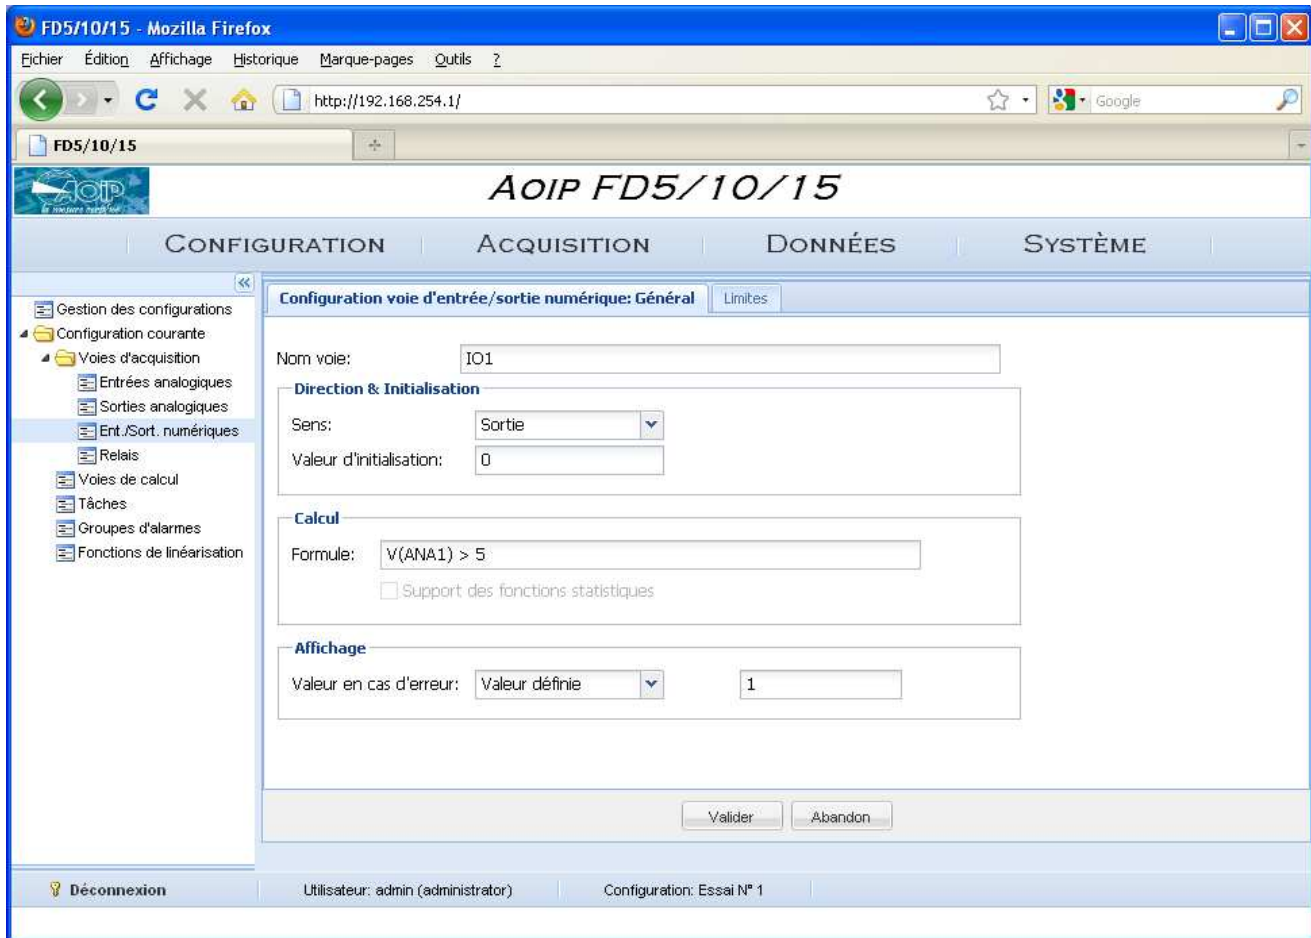 FD5/10/15 - Mozilla Firefox
Fichier Édition Affichage Historique Marque-pages Outils ?
http://192.168.254.1/ Google
FD5/10/15
AOIP AOIP FD5/10/15
la mesure
CONFIGURATION ACQUISITION DONNÉES SYSTÈME
Gestion des configurations
Configuration courante
Voies d'acquisition
Entrées analogiques
Sorties analogiques
Ent./Sort. numériques
Relais
Voies de calcul
Tâches
Groupes d'alarmes
Fonctions de linéarisation
Configuration voie d'entrée/sortie numérique: Général Limites
Nom voie: IO1
Direction & Initialisation
Sens: Sortie
Valeur d'initialisation: 0
Calcul
Formule: V(ANA1) > 5
Support des fonctions statistiques
Affichage
Valeur en cas d'erreur: Valeur définie 1
Valider Abandon
Déconnexion Utilisateur: admin (administrator) Configuration: Essai N° 1